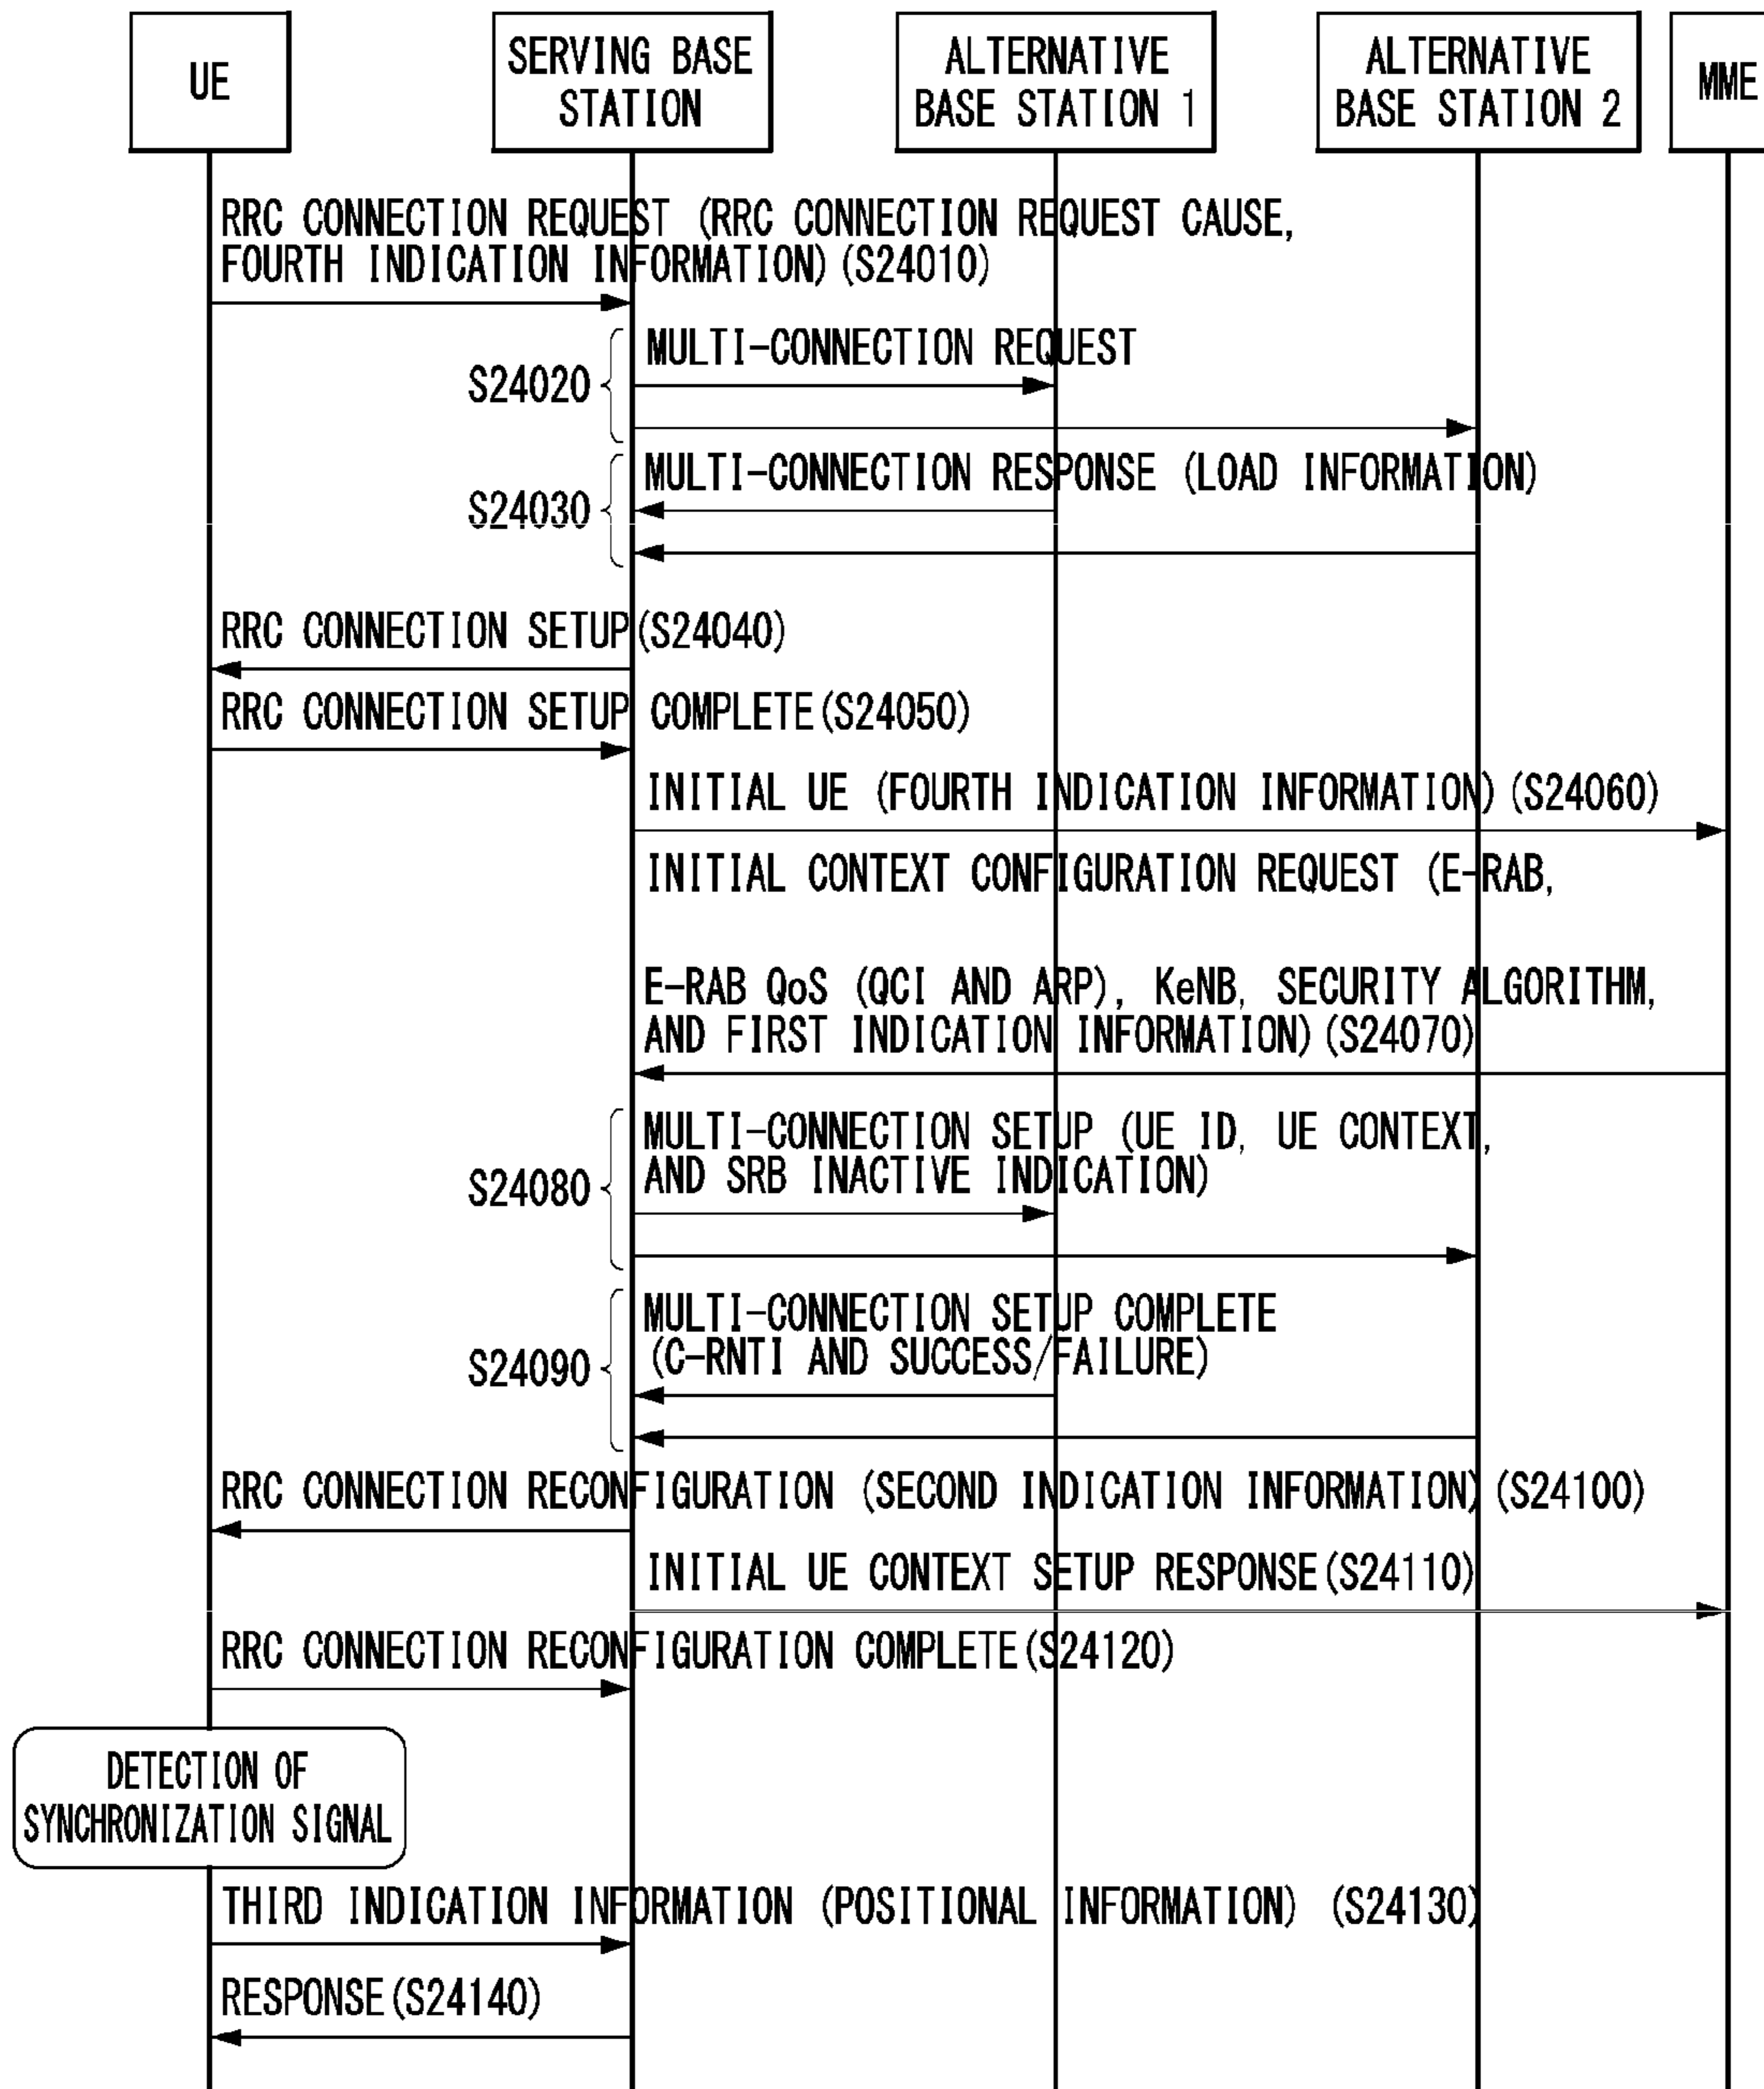 UE
SERVING BASE
STATION
ALTERNATIVE
BASE STATION 1
ALTERNATIVE
BASE STATION 2
MME
RRC CONNECTION REQUEST (RRC CONNECTION REQUEST CAUSE,
FOURTH INDICATION INFORMATION)(S24010)
MULTI-CONNECTION REQUEST
S24020
MULTI-CONNECTION RESPONSE (LOAD INFORMATION)
S24030
RRC CONNECTION SETUP(S24040)
RRC CONNECTION SETUP COMPLETE(S24050)
INITIAL UE (FOURTH INDICATION INFORMATION)(S24060)
INITIAL CONTEXT CONFIGURATION REQUEST (E-RAB,
E-RAB QoS (QCI AND ARP), KeNB, SECURITY ALGORITHM,
AND FIRST INDICATION INFORMATION)(S24070)
MULTI-CONNECTION SETUP (UE ID, UE CONTEXT,
AND SRB INACTIVE INDICATION)
S24080
MULTI-CONNECTION SETUP COMPLETE
(C-RNTI AND SUCCESS/FAILURE)
S24090
RRC CONNECTION RECONFIGURATION (SECOND INDICATION INFORMATION)(S24100)
INITIAL UE CONTEXT SETUP RESPONSE(S24110)
RRC CONNECTION RECONFIGURATION COMPLETE(S24120)
DETECTION OF
SYNCHRONIZATION SIGNAL
THIRD INDICATION INFORMATION (POSITIONAL INFORMATION) (S24130)
RESPONSE(S24140)